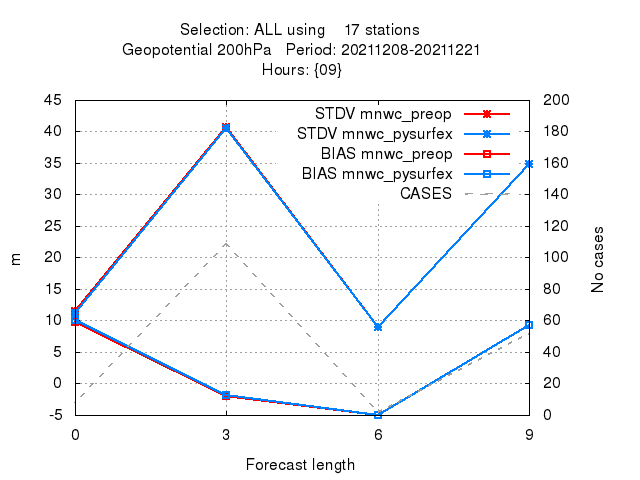 Selection: ALL using 17 stations
Geopotential 200hPa Period: 20211208-20211221
Hours: {09}
STDV mnwc_preop
STDV mnwc_pysurfex
BIAS mnwc_preop
BIAS mnwc_pysurfex
CASES
45
40
35
30
25
20
15
10
5
0
-5
m
200
180
160
140
120
100
80
60
40
20
0
No cases
0 3 6 9
Forecast length